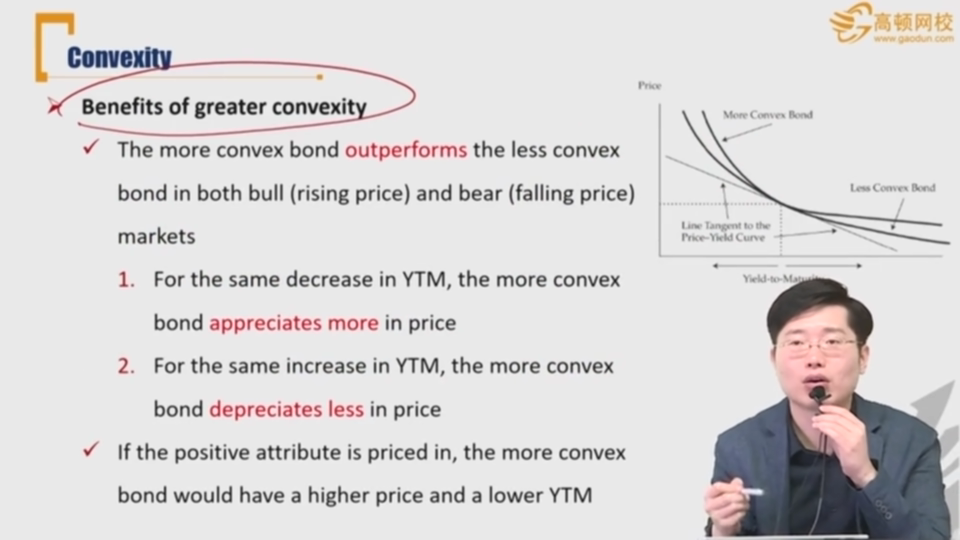 高顿网校
www.gaodun.com
Convexity
Benefits of greater convexity
The more convex bond outperforms the less convex
bond in both bull (rising price) and bear (falling price)
markets
1. For the same decrease in YTM, the more convex
bond appreciates more in price
2. For the same increase in YTM, the more convex
bond depreciates less in price
If the positive attribute is priced in, the more convex
bond would have a higher price and a lower YTM
Price
More Convex Bond
Less Convex Bond
Line Tangent to the
Price–Yield Curve